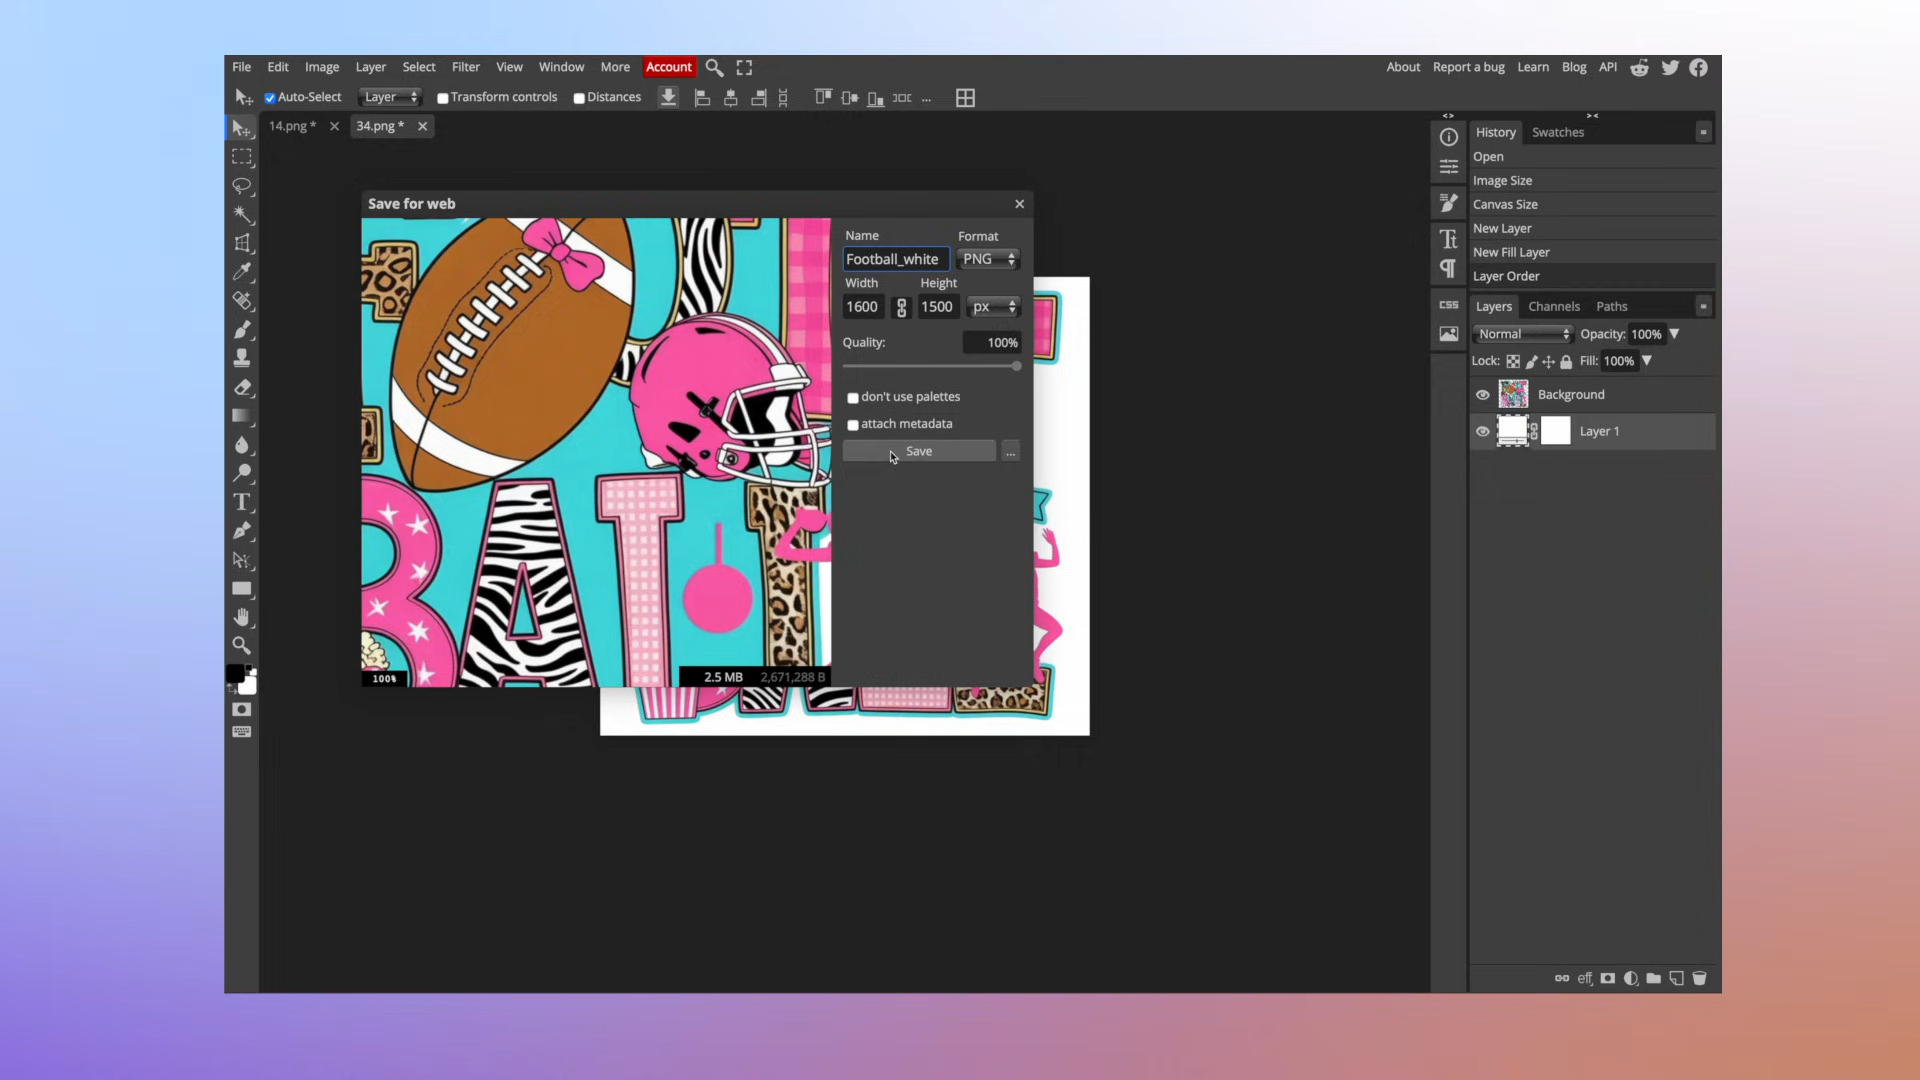 File Edit Image Layer Select Filter View Window More Account About Report a bug Learn Blog API
Auto-Select Layer Transform controls Distances ...
14.png * 34.png *
Save for web
Name Format
Football_white PNG
Width Height
1600 1500 px
Quality: 100%
don't use palettes
attach metadata
Save ...
100% 2.5 MB 2,671,288 B
BALL
History Swatches
Open
Image Size
Canvas Size
New Layer
New Fill Layer
Layer Order
Layers Channels Paths
Normal Opacity: 100%
Lock: Fill: 100%
Background
Layer 1
CSS
eff